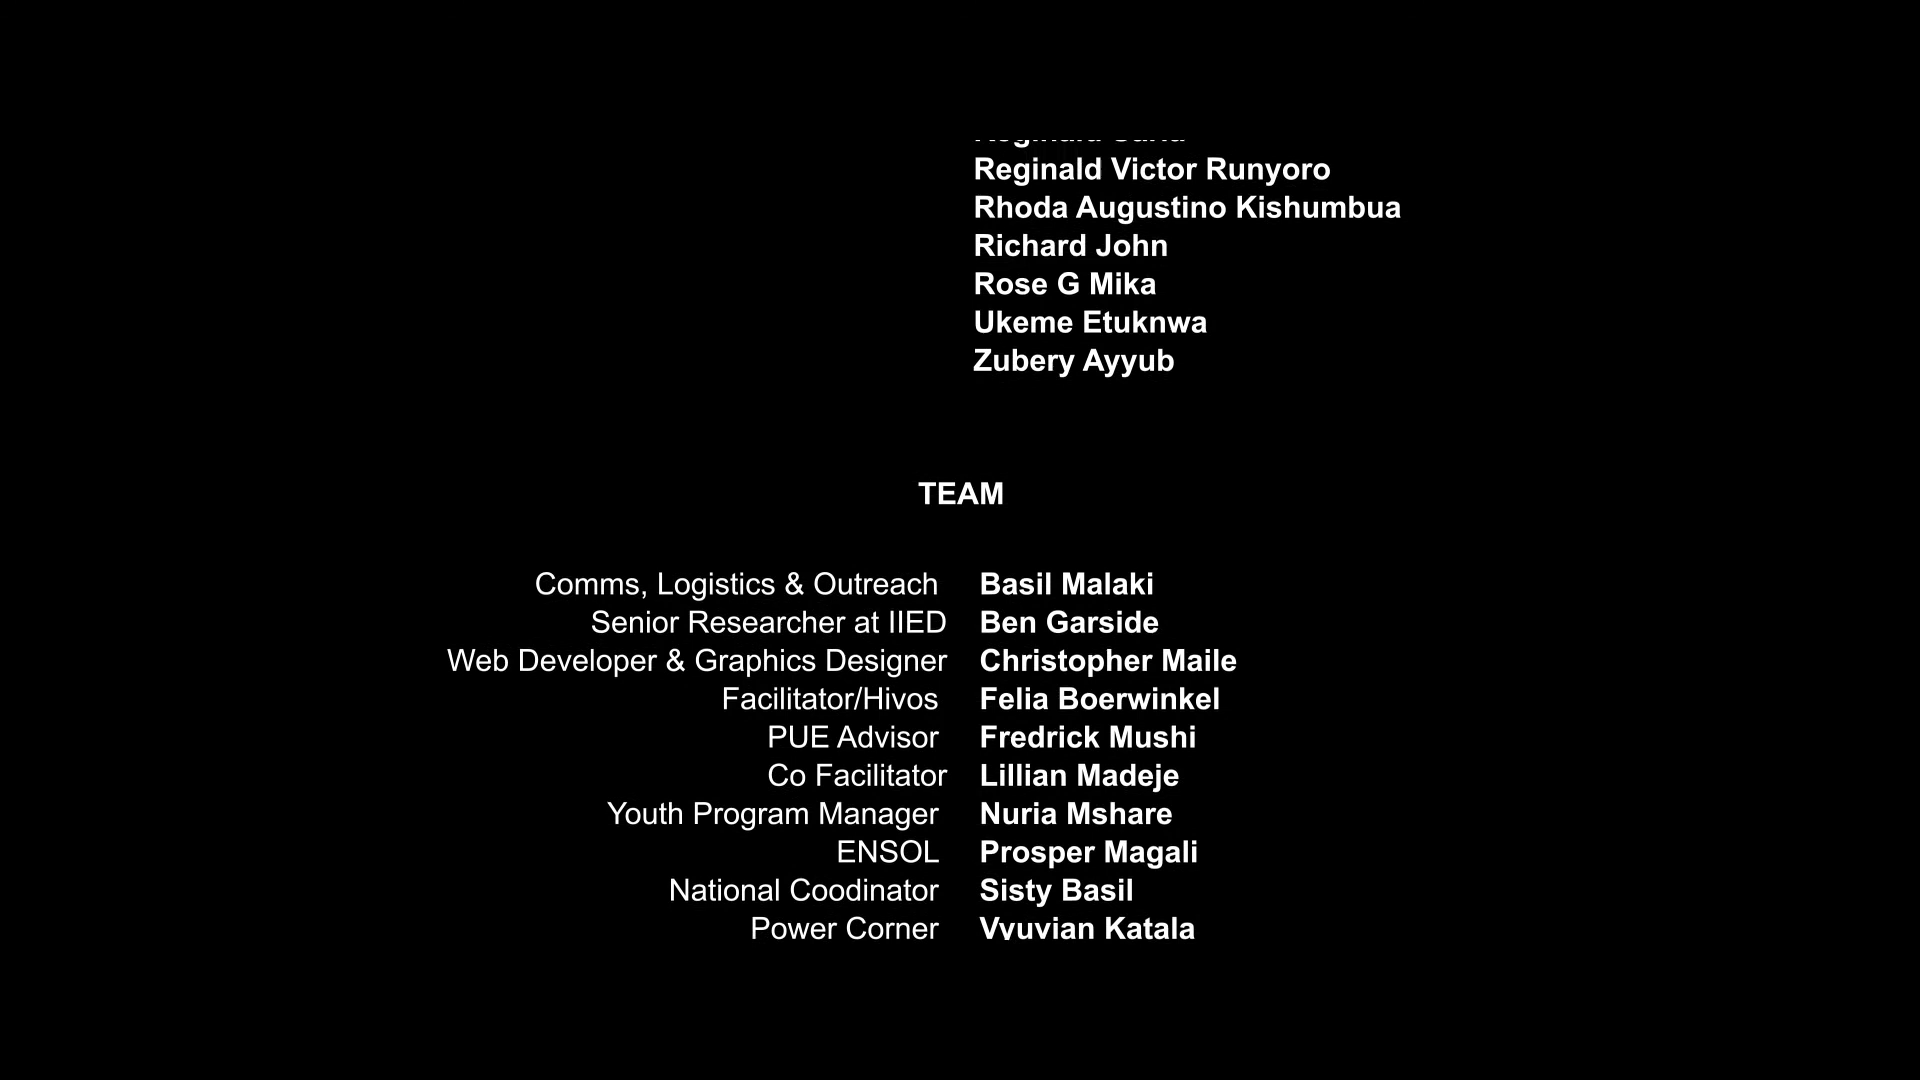 Reginald Victor Runyoro
Rhoda Augustino Kishumbua
Richard John
Rose G Mika
Ukeme Etuknwa
Zubery Ayyub
TEAM
Comms, Logistics & Outreach Basil Malaki
Senior Researcher at IIED Ben Garside
Web Developer & Graphics Designer Christopher Maile
Facilitator/Hivos Felia Boerwinkel
PUE Advisor Fredrick Mushi
Co Facilitator Lillian Madeje
Youth Program Manager Nuria Mshare
ENSOL Prosper Magali
National Coodinator Sisty Basil
Power Corner Vyuvian Katala